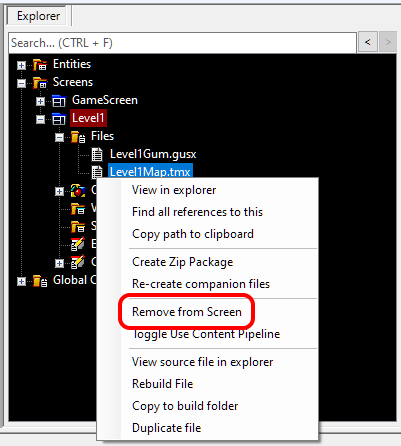 Explorer
Search... (CTRL + F)
< >
Entities
Screens
GameScreen
Level1
Files
Level1Gum.gusx
Level1Map.tmx
View in explorer
Find all references to this
Copy path to clipboard
Create Zip Package
Re-create companion files
Remove from Screen
Toggle Use Content Pipeline
View source file in explorer
Rebuild File
Copy to build folder
Duplicate file
Global